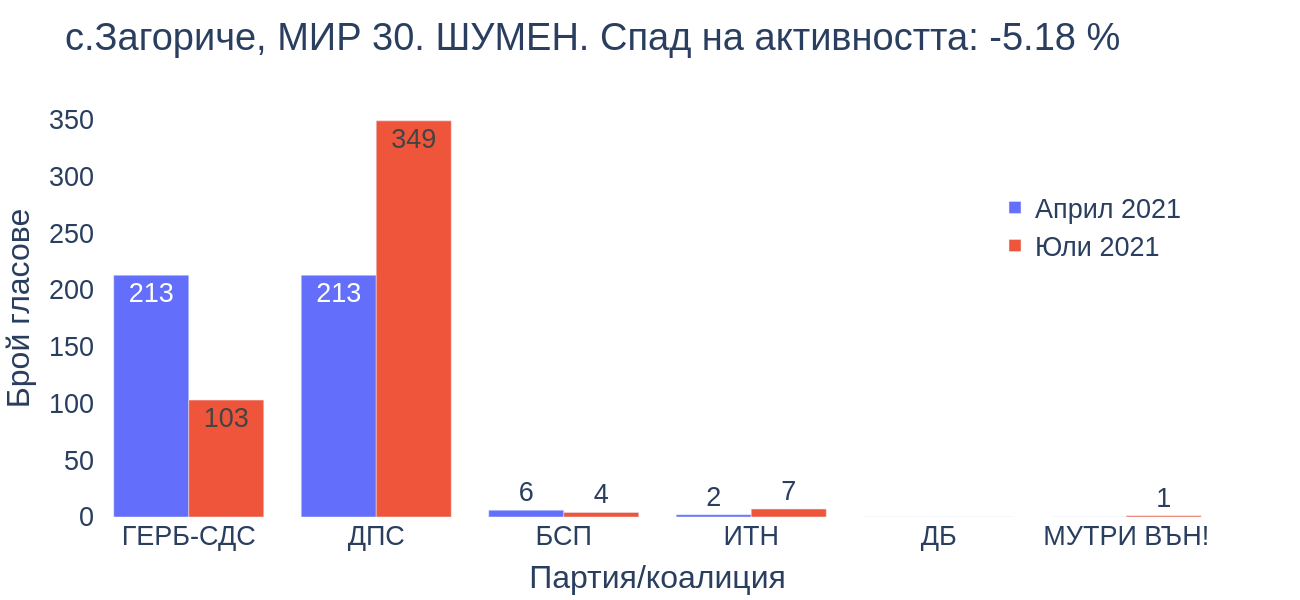 с.Загориче, МИР 30. ШУМЕН. Спад на активността: -5.18 %
Брой гласове
350
300
250
200
150
100
50
0
213
103
213
349
6
4
2
7
1
ГЕРБ-СДС
ДПС
БСП
ИТН
ДБ
МУТРИ ВЪН!
Партия/коалиция
Април 2021
Юли 2021